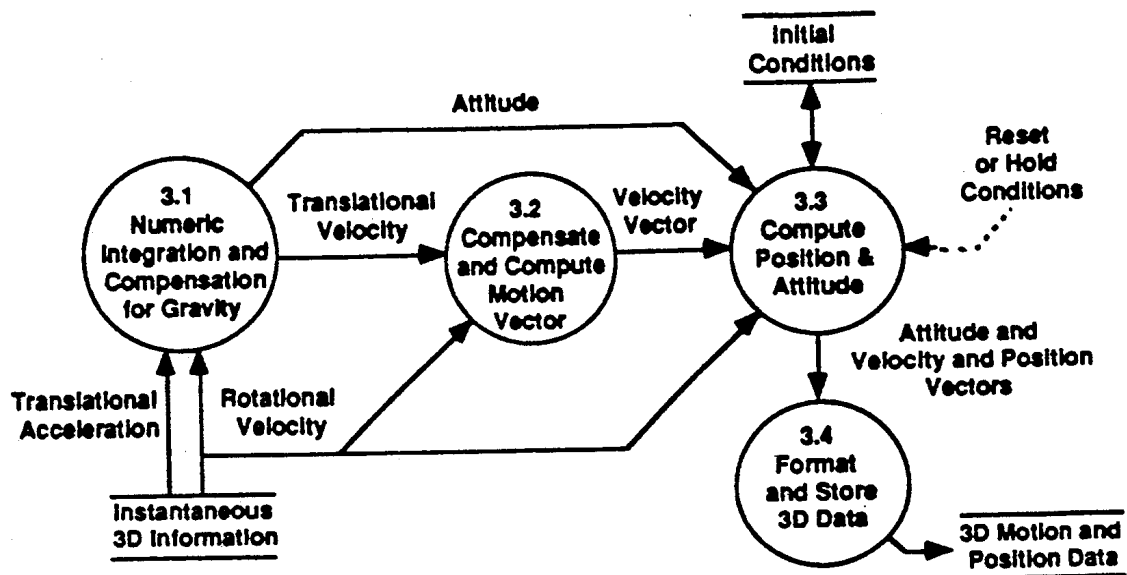 Initial
Conditions
Attitude
Reset
or Hold
Conditions
3.1
Numeric
Integration and
Compensation
for Gravity
Translational
Velocity
3.2
Compensate
and Compute
Motion
Vector
Velocity
Vector
3.3
Compute
Position &
Attitude
Translational
Acceleration
Rotational
Velocity
Attitude and
Velocity and Position
Vectors
3.4
Format
and Store
3D Data
Instantaneous
3D Information
3D Motion and
Position Data